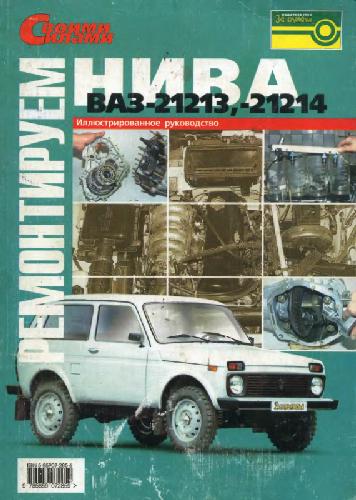 Своими
Силами
РЕМОНТИРУЕМ
НИВА
ВАЗ-21213,-21214
Иллюстрированное руководство